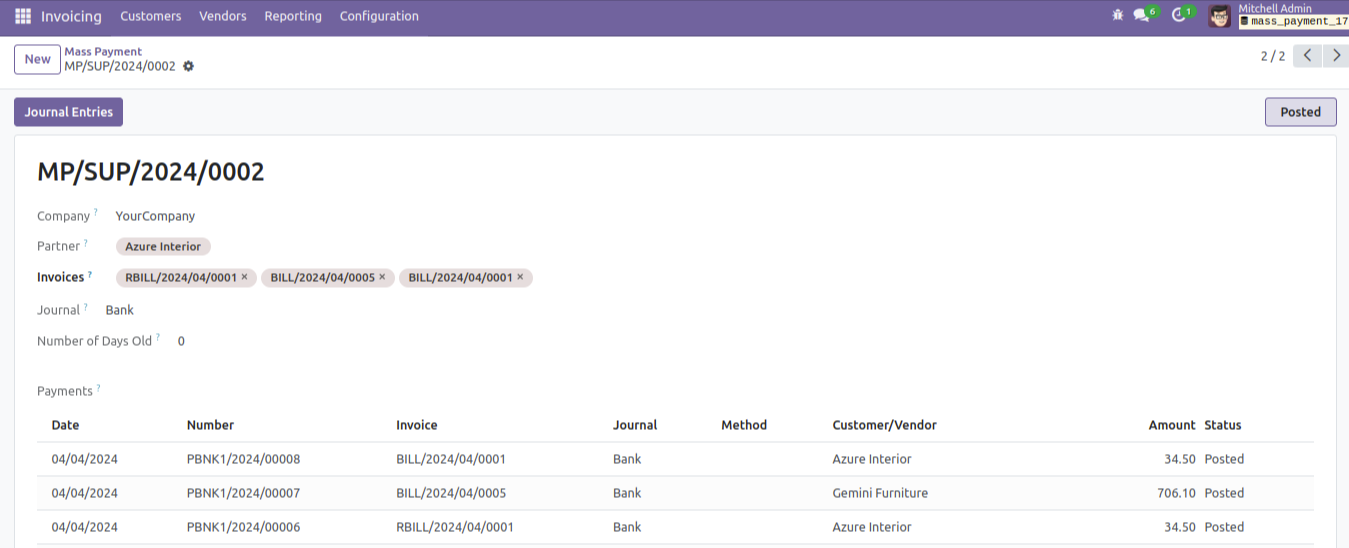 Invoicing Customers Vendors Reporting Configuration 6 1 Mitchell Admin
mass_payment_17
New Mass Payment
MP/SUP/2024/0002 2 / 2
Journal Entries Posted
MP/SUP/2024/0002
Company ? YourCompany
Partner ? Azure Interior
Invoices ? RBILL/2024/04/0001 × BILL/2024/04/0005 × BILL/2024/04/0001 ×
Journal ? Bank
Number of Days Old ? 0
Payments ?
Date Number Invoice Journal Method Customer/Vendor Amount Status
04/04/2024 PBNK1/2024/00008 BILL/2024/04/0001 Bank Azure Interior 34.50 Posted
04/04/2024 PBNK1/2024/00007 BILL/2024/04/0005 Bank Gemini Furniture 706.10 Posted
04/04/2024 PBNK1/2024/00006 RBILL/2024/04/0001 Bank Azure Interior 34.50 Posted